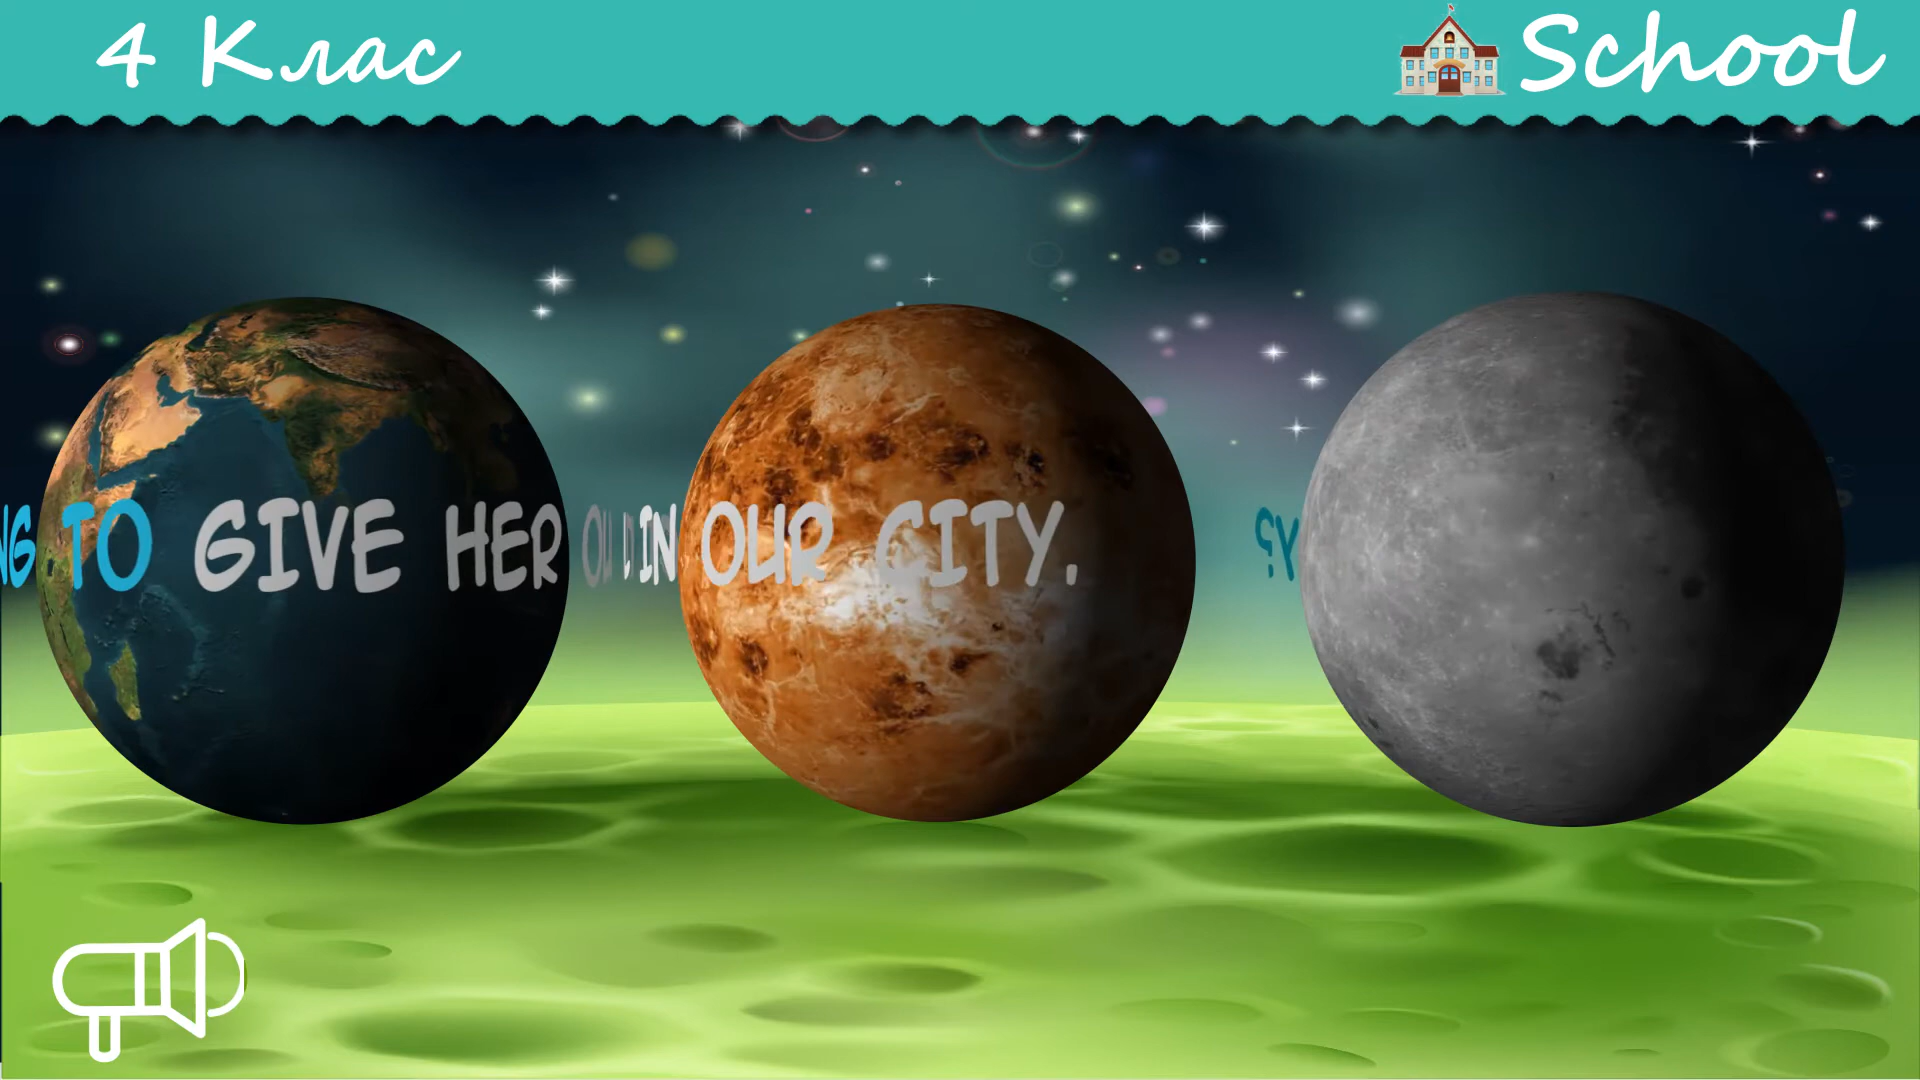 4 Клас
School
TO GIVE HER
IN OUR CITY.